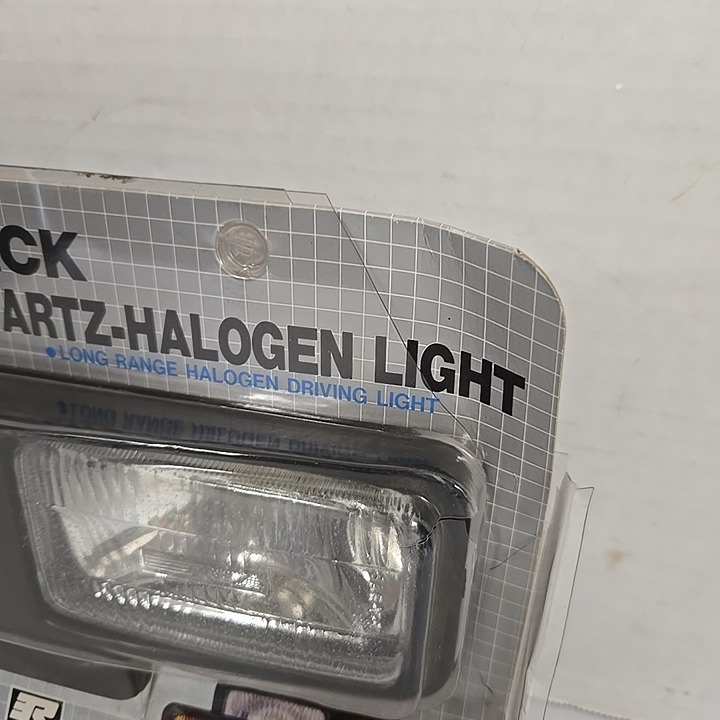 CK
ARTZ-HALOGEN LIGHT
•LONG RANGE HALOGEN DRIVING LIGHT